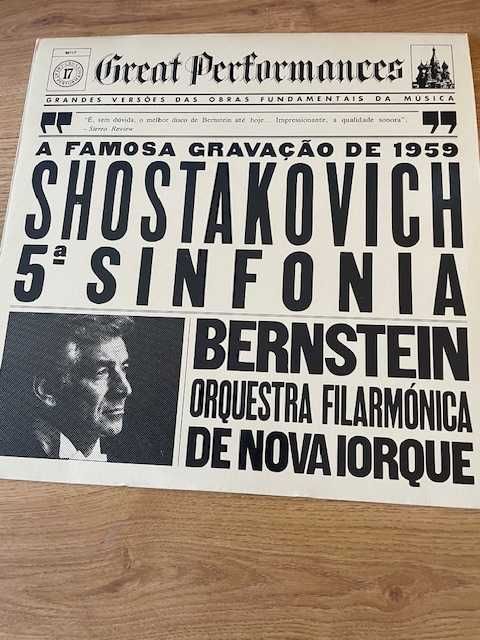 17
Great Performances
GRANDES VERSÕES DAS OBRAS FUNDAMENTAIS DA MÚSICA
"É, sem dúvida, o melhor disco de Bernstein até hoje... Impressionante, a qualidade sonora".
– Stereo Review
A FAMOSA GRAVAÇÃO DE 1959
SHOSTAKOVICH
5ª SINFONIA
BERNSTEIN
ORQUESTRA FILARMÓNICA
DE NOVA IORQUE